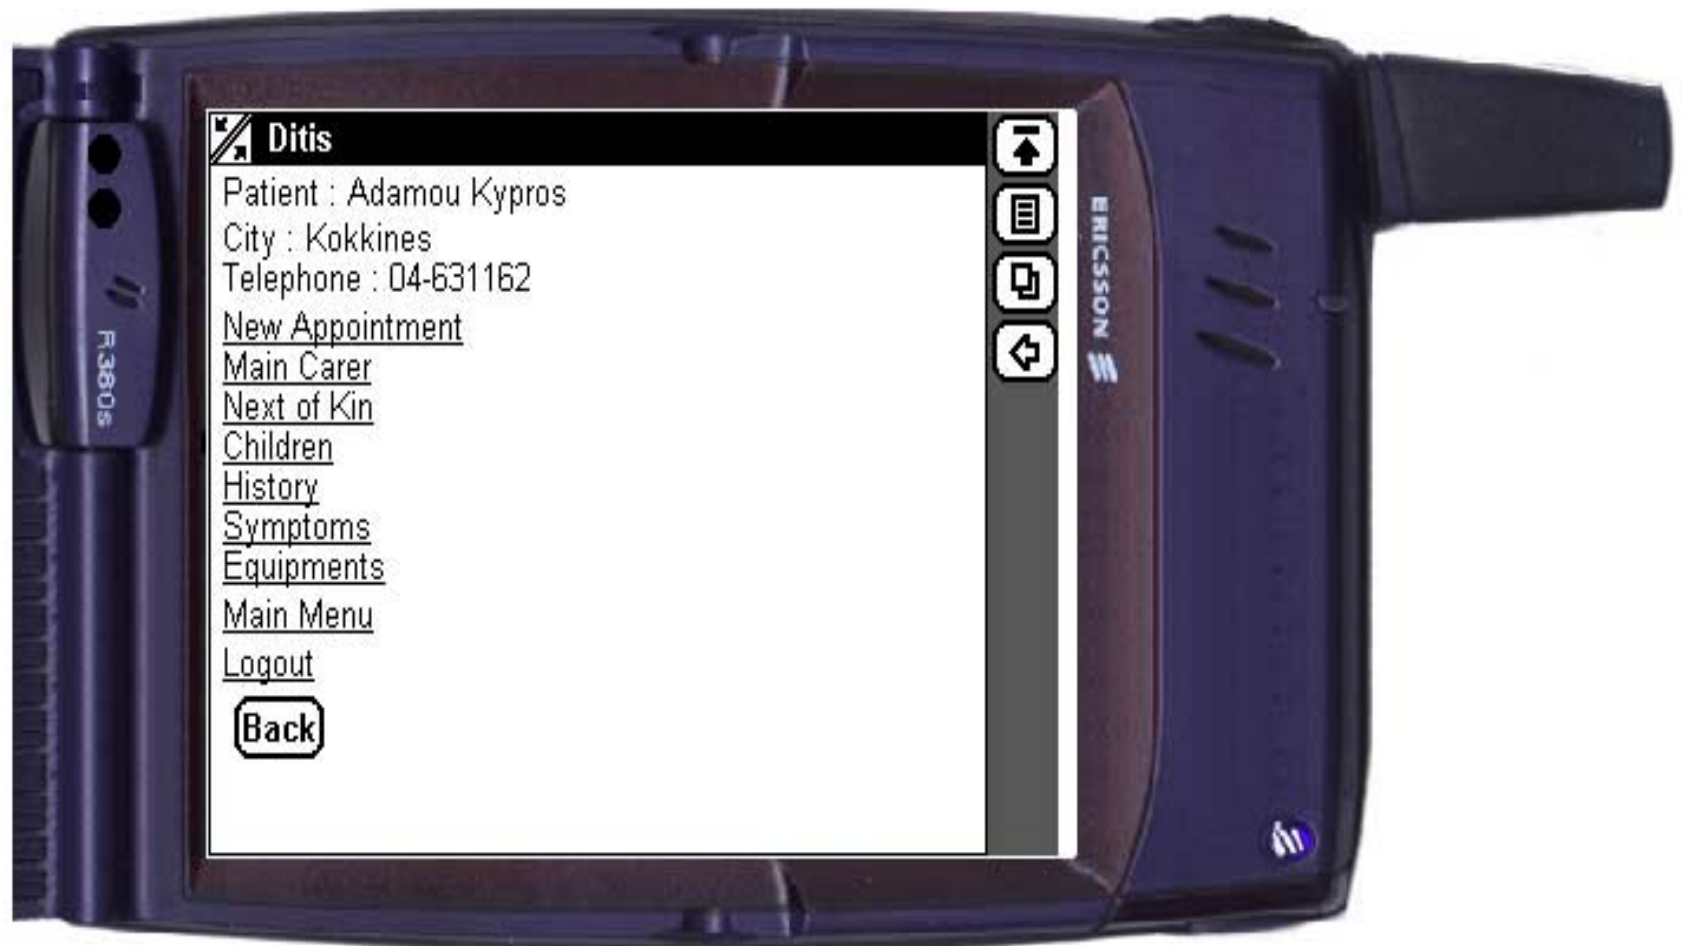 Ditis
Patient : Adamou Kypros
City : Kokkines
Telephone : 04-631162
New Appointment
Main Carer
Next of Kin
Children
History
Symptoms
Equipments
Main Menu
Logout
Back
ERICSSON
R380s